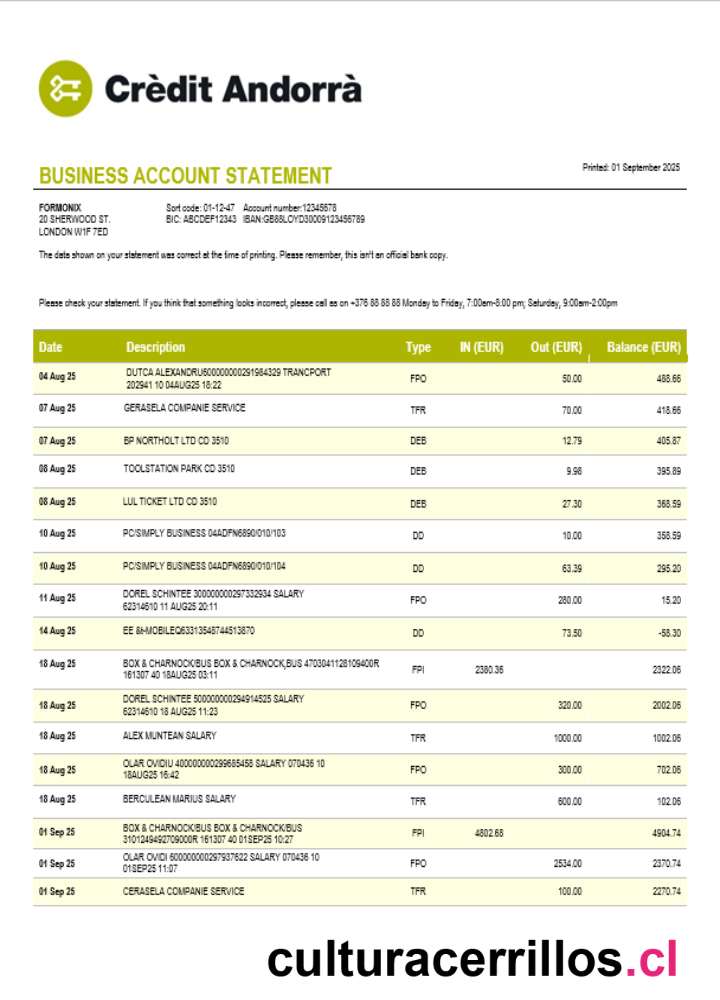 Crèdit Andorrà
BUSINESS ACCOUNT STATEMENT
Printed: 01 September 2025
FORMONIX
20 SHERWOOD ST.
LONDON W1F 7ED
Sort code: 01-12-47 Account number:12345678
BIC: ABCDEF12343 IBAN:GB88LOYD30009123456789
The data shown on your statement was correct at the time of printing. Please remember, this isn't an official bank copy.
Please check your statement. If you think that something looks incorrect, please call as on +376 88 88 88 Monday to Friday, 7:00am-8:00 pm; Saturday, 9:00am-2:00pm
Date Description Type IN (EUR) Out (EUR) Balance (EUR)
04 Aug 25 DUTCA ALEXANDRU600000000291984329 TRANCPORT FPO 50.00 488.66
202941 10 04AUG25 18:22
07 Aug 25 GERASELA COMPANIE SERVICE TFR 70.00 418.66
07 Aug 25 BP NORTHOLT LTD CD 3510 DEB 12.79 405.87
08 Aug 25 TOOLSTATION PARK CD 3510 DEB 9.98 395.89
08 Aug 25 LUL TICKET LTD CD 3510 DEB 27.30 368.59
10 Aug 25 PC/SIMPLY BUSINESS 04ADFN6890/010/103 DD 10.00 358.59
10 Aug 25 PC/SIMPLY BUSINESS 04ADFN6890/010/104 DD 63.39 295.20
11 Aug 25 DOREL SCHINTEE 300000000297332934 SALARY FPO 280.00 15.20
62314610 11 AUG25 20:11
14 Aug 25 EE &t-MOBILEQ63313548744513870 DD 73.50 -58.30
18 Aug 25 BOX & CHARNOCK/BUS BOX & CHARNOCK,BUS 4703041128109400R FPI 2380.36 2322.06
161307 40 18AUG25 03:11
18 Aug 25 DOREL SCHINTEE 500000000294914525 SALARY FPO 320.00 2002.06
62314610 18 AUG25 11:23
18 Aug 25 ALEX MUNTEAN SALARY TFR 1000.00 1002.06
18 Aug 25 OLAR OVIDIU 400000000299685458 SALARY 070436 10 FPO 300.00 702.06
18AUG25 16:42
18 Aug 25 BERCULEAN MARIUS SALARY TFR 600.00 102.06
01 Sep 25 BOX & CHARNOCK/BUS BOX & CHARNOCK/BUS FPI 4802.68 4904.74
3101249492709000R 161307 40 01SEP25 10:27
01 Sep 25 OLAR OVIDI 600000000297937622 SALARY 070436 10 FPO 2534.00 2370.74
01SEP25 11:07
01 Sep 25 CERASELA COMPANIE SERVICE TFR 100.00 2270.74
culturacerrillos.cl